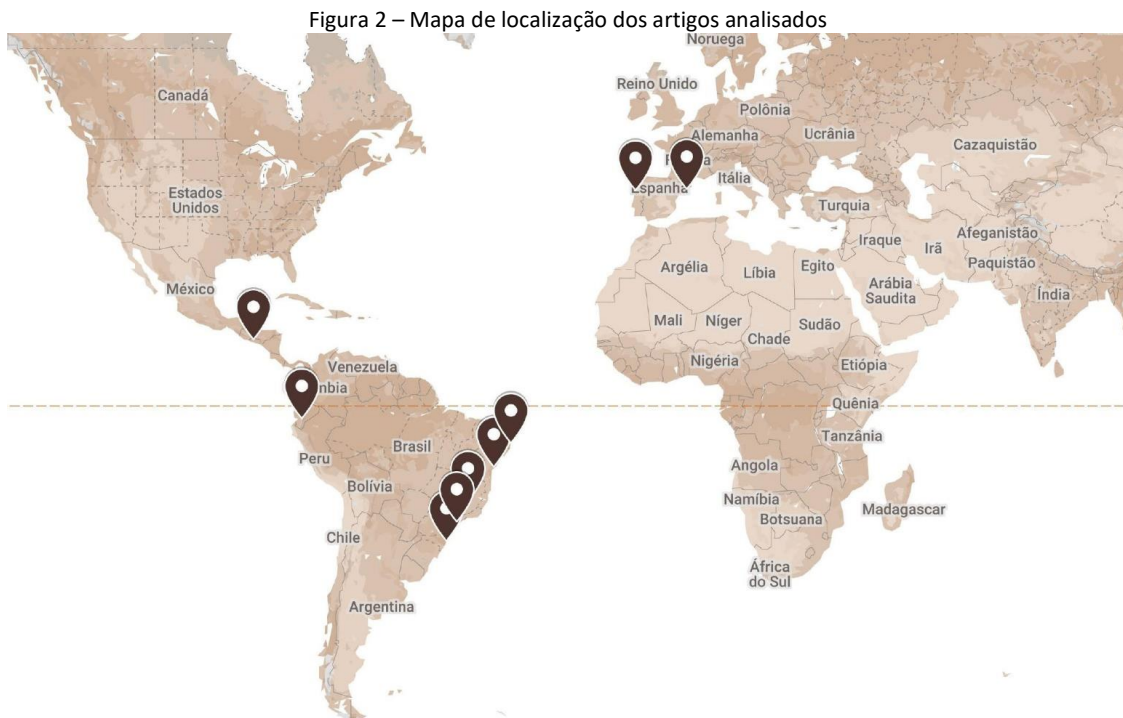 Figura 2 – Mapa de localização dos artigos analisados
Noruega
Reino Unido
Canadá
Polônia
Alemanha
Ucrânia
Cazaquistão
Itália
Espanha
Estados
Unidos
Turquia
Afeganistão
Iraque
Irã
Paquistão
Argélia
Líbia
Egito
Arábia
Saudita
México
Índia
Mali
Níger
Sudão
Chade
Nigéria
Etiópia
Venezuela
nbia
Quênia
Brasil
Tanzânia
Peru
Angola
Bolívia
Namíbia
Madagascar
Botsuana
Chile
África
do Sul
Argentina